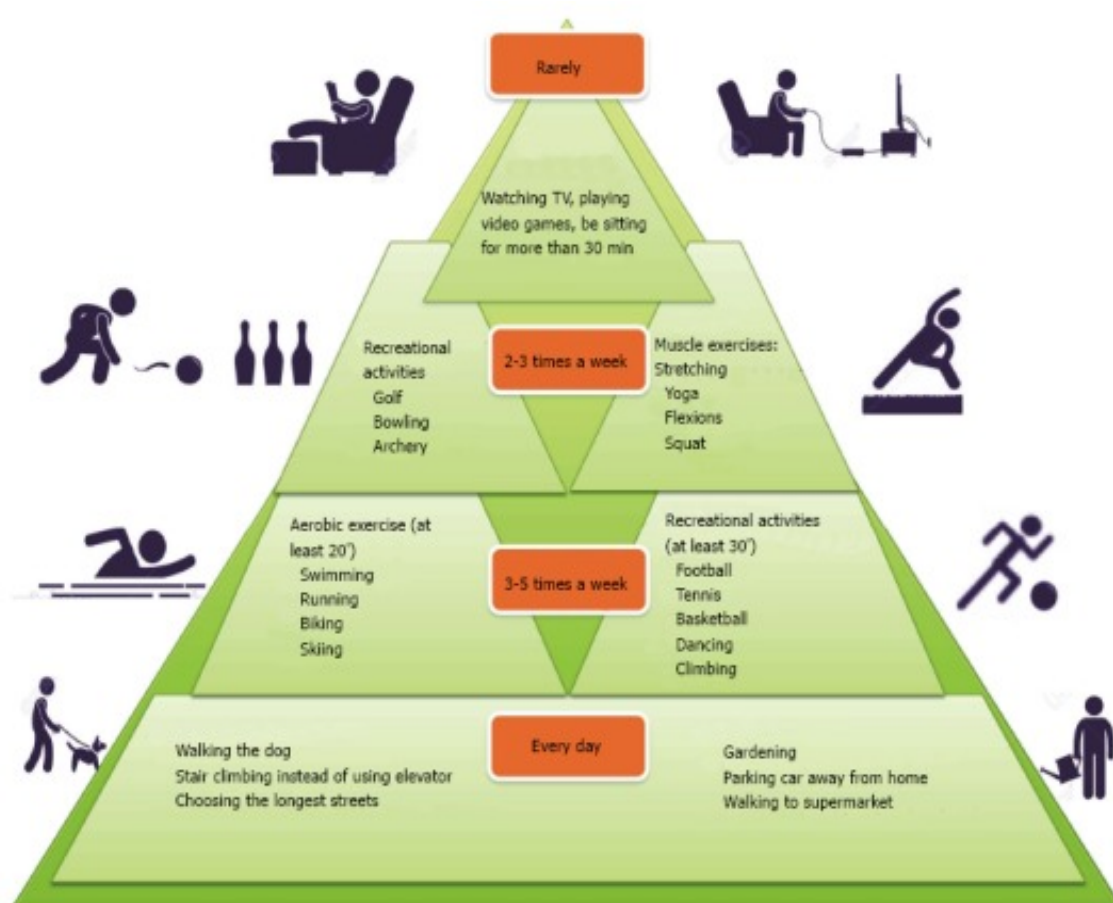 Rarely
Watching TV, playing
video games, be sitting
for more than 30 min
2-3 times a week
Recreational
activities
Golf
Bowling
Archery
Muscle exercises:
Stretching
Yoga
Flexions
Squat
3-5 times a week
Aerobic exercise (at
least 20')
Swimming
Running
Biking
Skiing
Recreational activities
(at least 30')
Football
Tennis
Basketball
Dancing
Climbing
Every day
Walking the dog
Stair climbing instead of using elevator
Choosing the longest streets
Gardening
Parking car away from home
Walking to supermarket